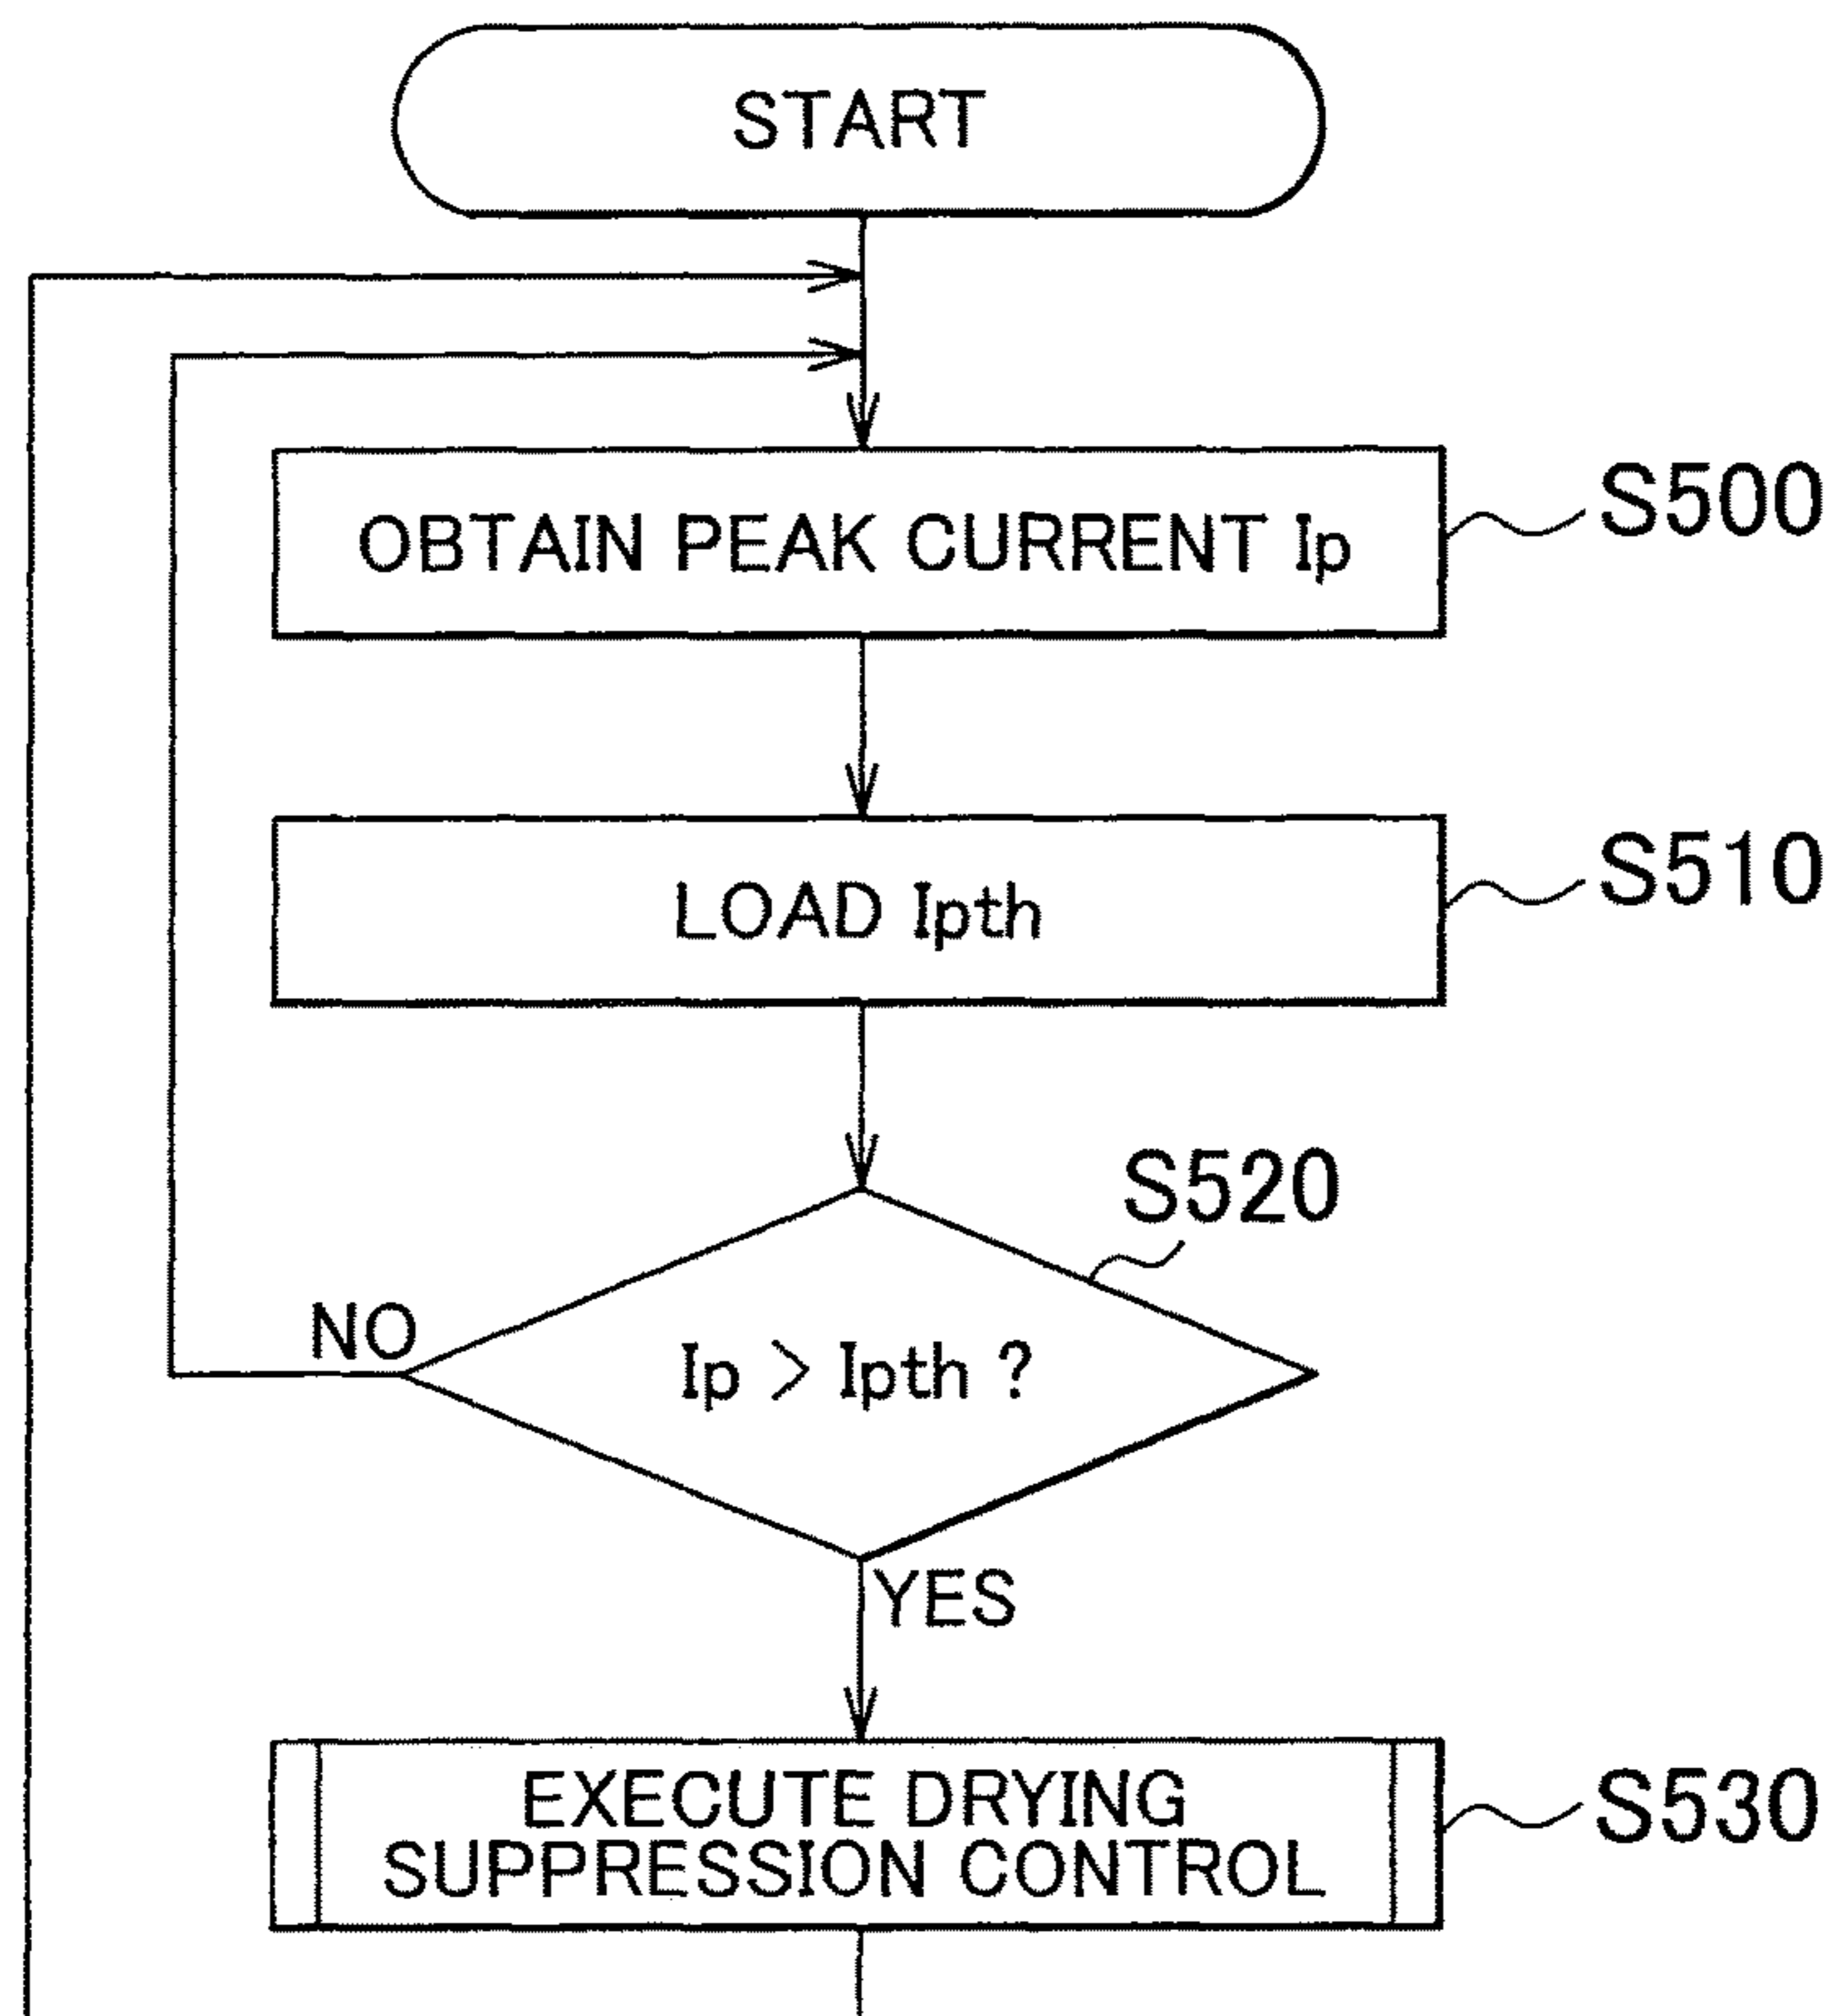 START
OBTAIN PEAK CURRENT Ip
S500
LOAD Ipth
S510
S520
NO
Ip > Ipth ?
YES
EXECUTE DRYING
SUPPRESSION CONTROL
S530